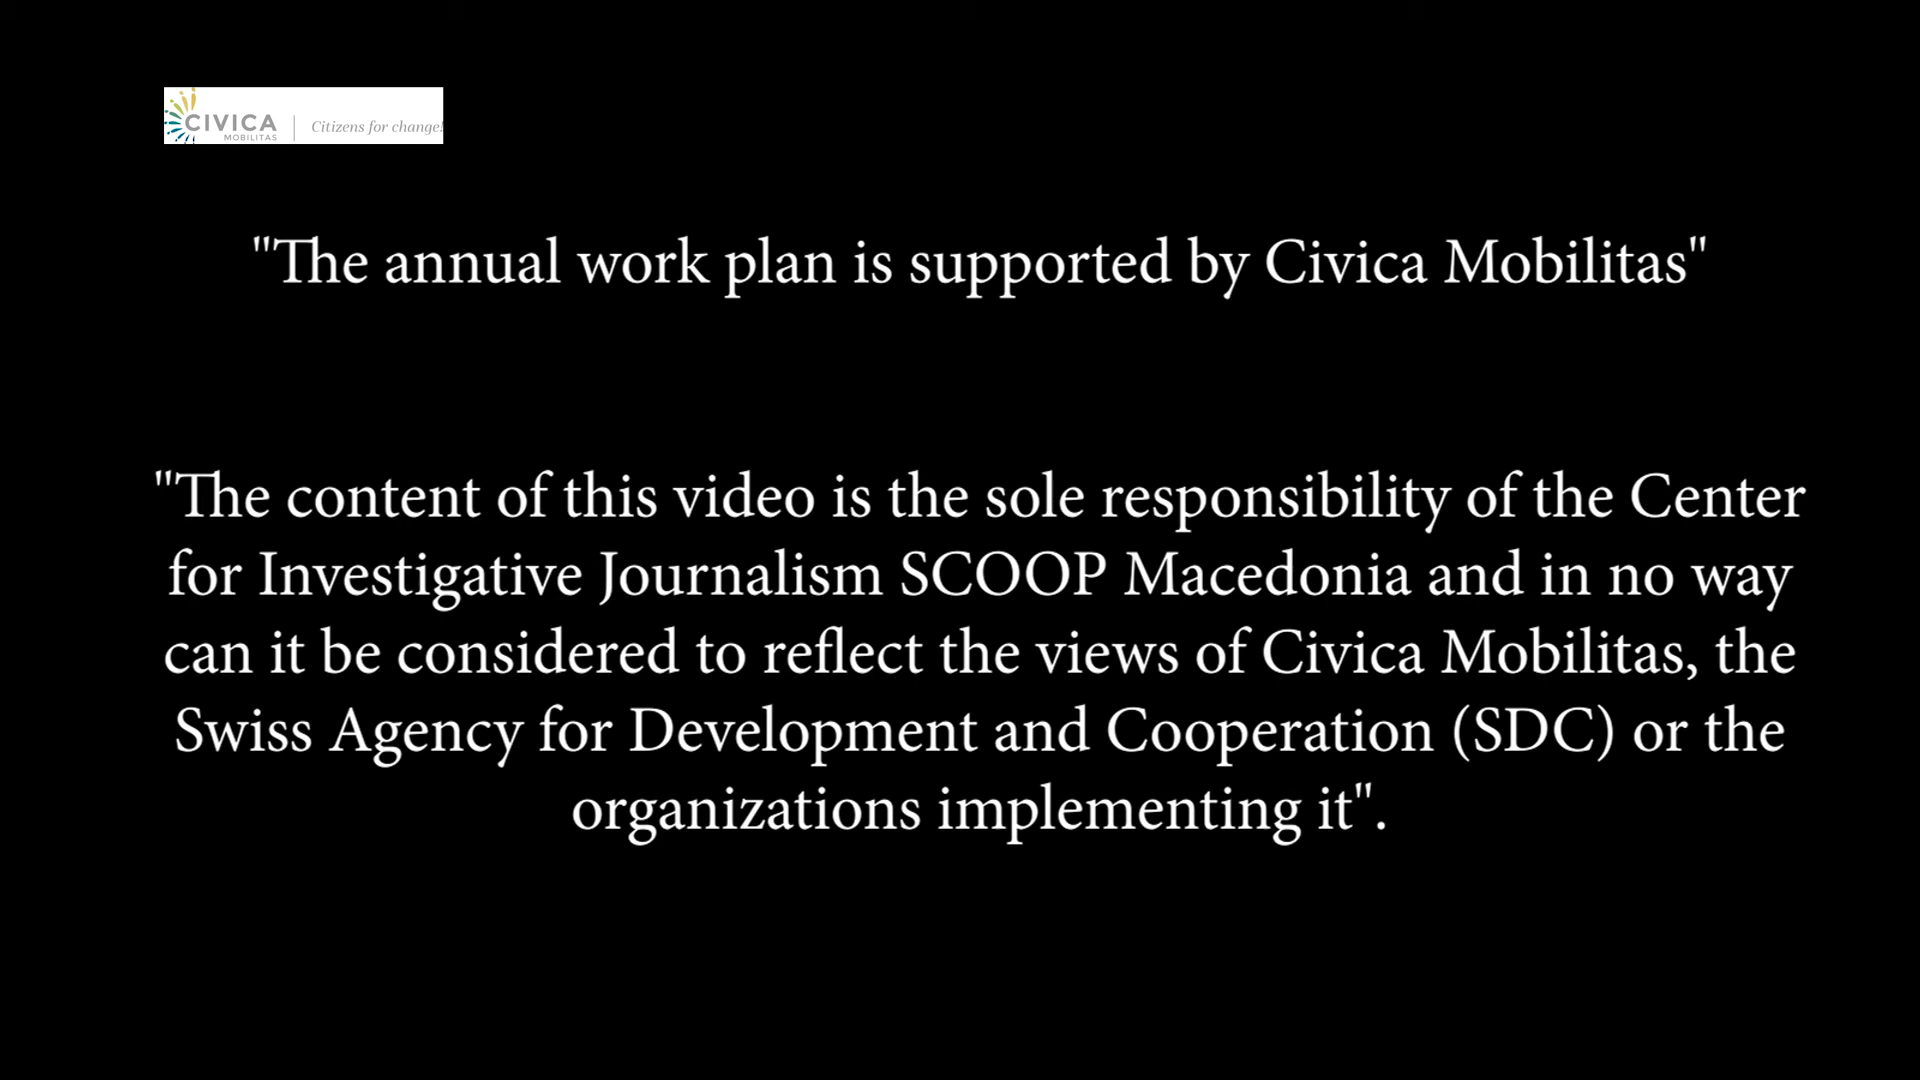 CIVICA
MOBILITAS
Citizens for change!
"The annual work plan is supported by Civica Mobilitas"
"The content of this video is the sole responsibility of the Center
for Investigative Journalism SCOOP Macedonia and in no way
can it be considered to reflect the views of Civica Mobilitas, the
Swiss Agency for Development and Cooperation (SDC) or the
organizations implementing it".